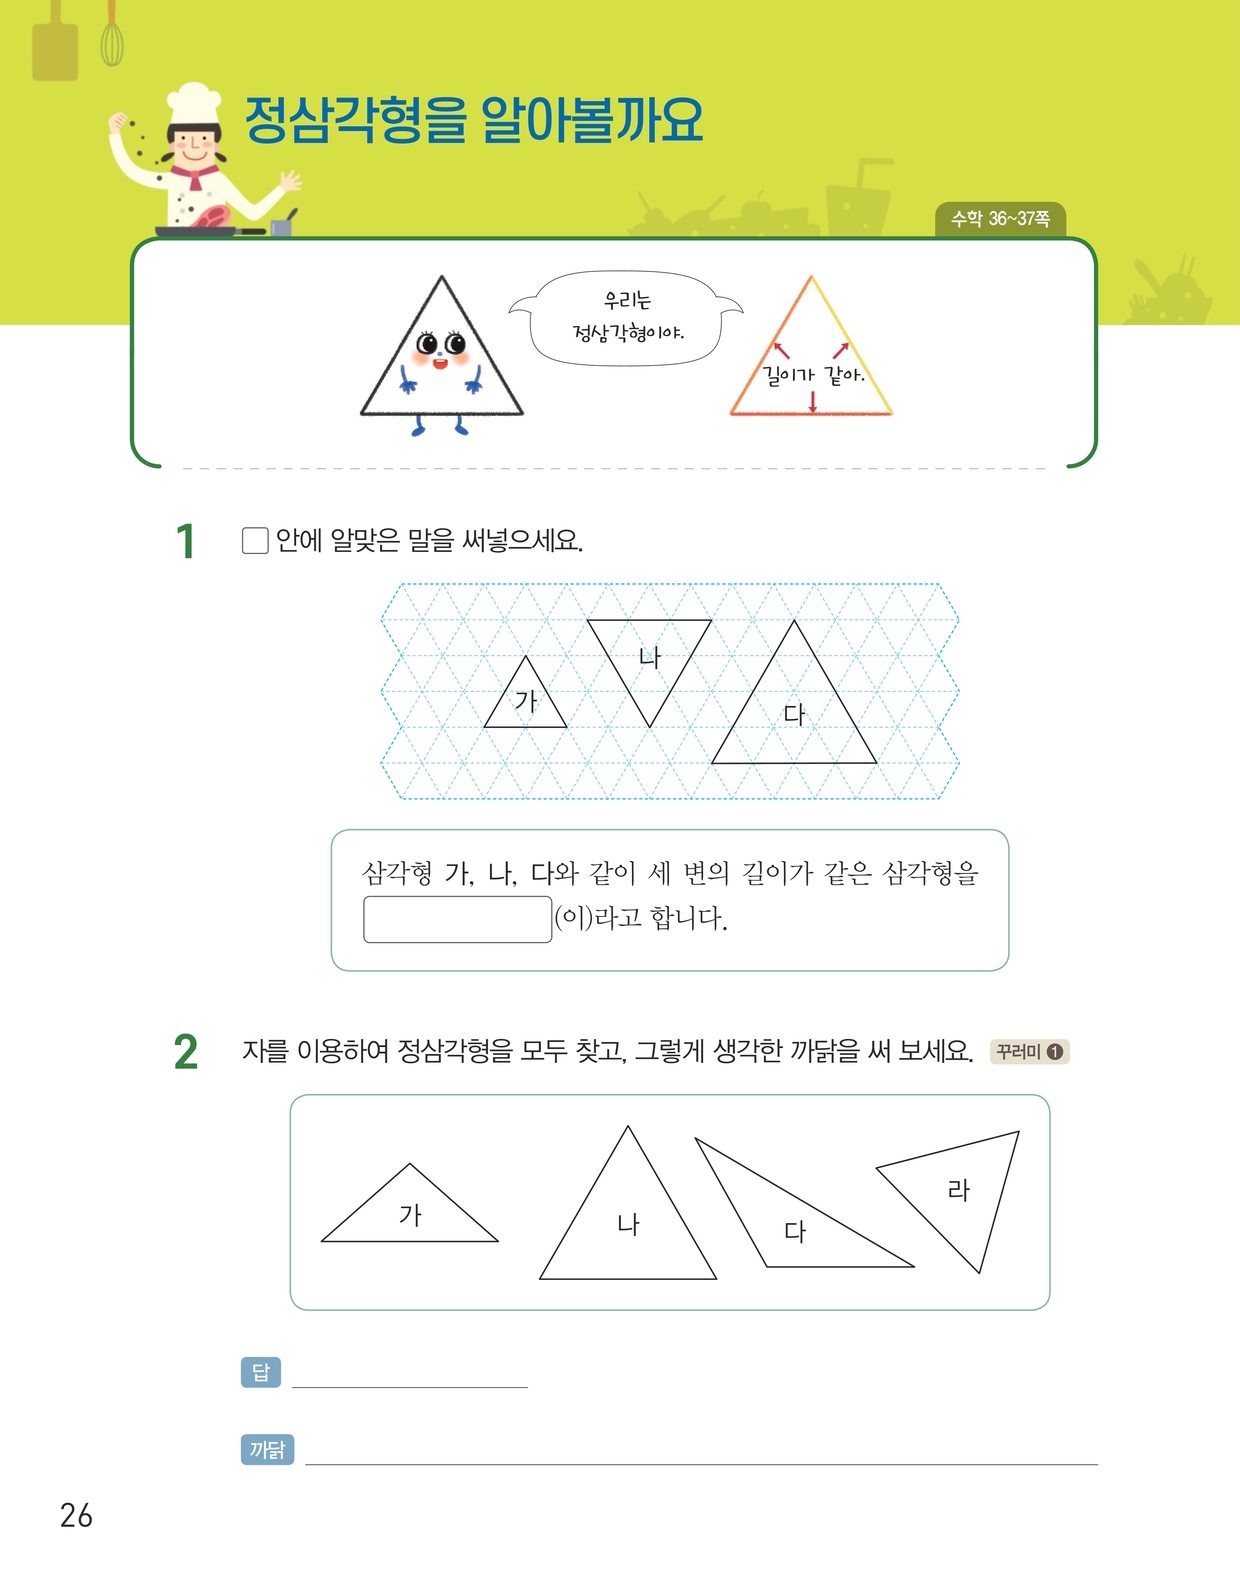 정삼각형을 알아볼까요
수학 36~37쪽
우리는
정삼각형이야.
길이가 같아.
1 □ 안에 알맞은 말을 써넣으세요.
가
나
다
삼각형 가, 나, 다와 같이 세 변의 길이가 같은 삼각형을
(이)라고 합니다.
2 자를 이용하여 정삼각형을 모두 찾고, 그렇게 생각한 까닭을 써 보세요. 꾸러미 ❶
가
나
다
라
답
까닭
26